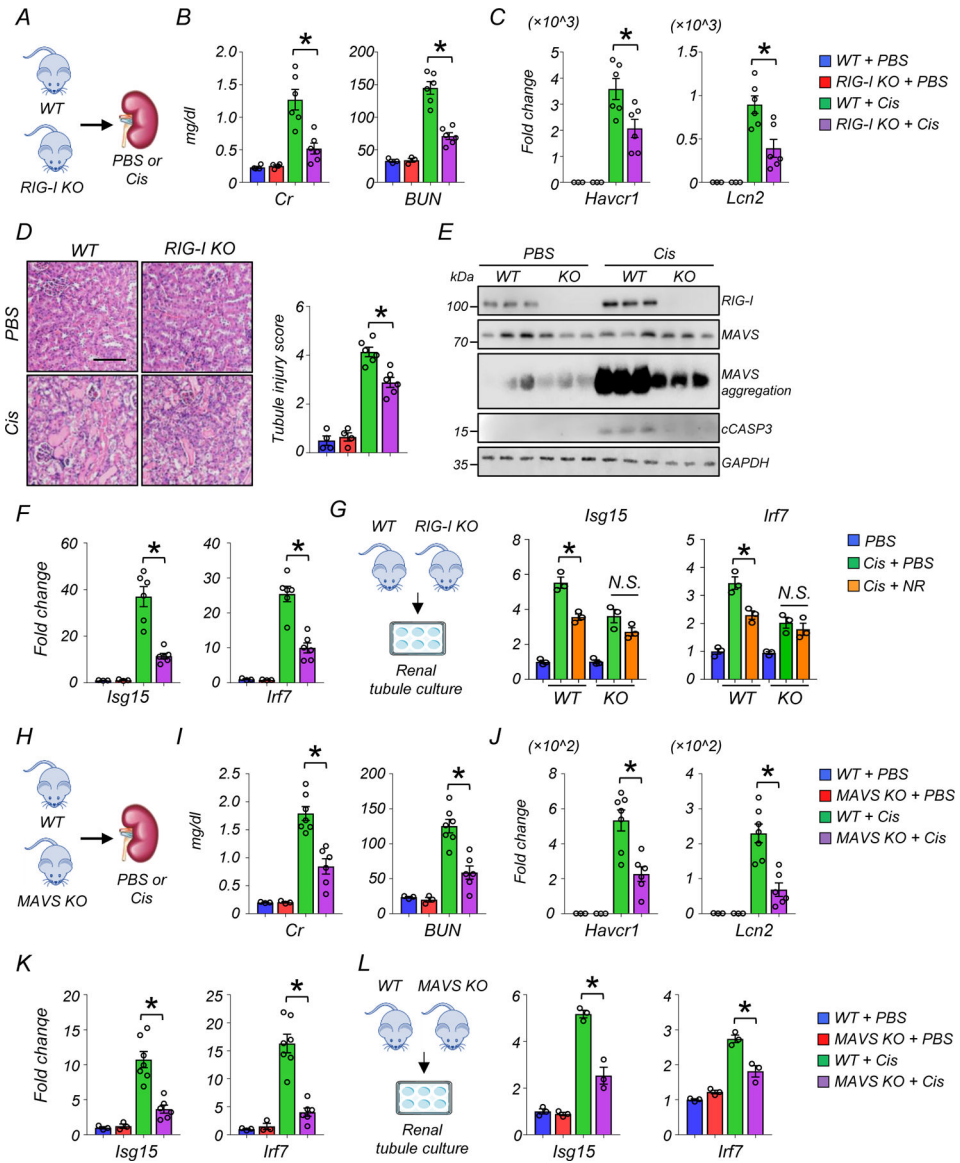 A
WT
RIG-I KO
PBS or
Cis
B
mg/dl
2.0
1.5
1.0
0.5
0
Cr
*
200
150
100
50
0
BUN
*
C
(×10^3)
Fold change
5
4
3
2
1
0
Havcr1
*
(×10^3)
1.5
1
0.5
0
Lcn2
*
WT + PBS
RIG-I KO + PBS
WT + Cis
RIG-I KO + Cis
D
WT RIG-I KO
PBS
Cis
Tubule injury score
6
4
2
0
*
E
PBS Cis
kDa WT KO WT KO
100 RIG-I
70 MAVS
MAVS
aggregation
15 cCASP3
35 GAPDH
F
Fold change
60
40
20
0
Isg15
*
40
30
20
10
0
Irf7
*
G
WT RIG-I KO
Renal
tubule culture
Isg15
8
6
4
2
0
* N.S.
WT KO
Irf7
5
4
3
2
1
0
* N.S.
WT KO
PBS
Cis + PBS
Cis + NR
H
WT
MAVS KO
PBS or
Cis
I
mg/dl
2.5
2.0
1.5
1.0
0.5
0
Cr
*
200
150
100
50
0
BUN
*
J
(×10^2)
Fold change
8
6
4
2
0
Havcr1
*
(×10^2)
4
3
2
1
0
Lcn2
*
WT + PBS
MAVS KO + PBS
WT + Cis
MAVS KO + Cis
K
Fold change
20
15
10
5
0
Isg15
*
25
20
15
10
5
0
Irf7
*
L
WT MAVS KO
Renal
tubule culture
6
4
2
0
Isg15
*
4
3
2
1
0
Irf7
*
WT + PBS
MAVS KO + PBS
WT + Cis
MAVS KO + Cis